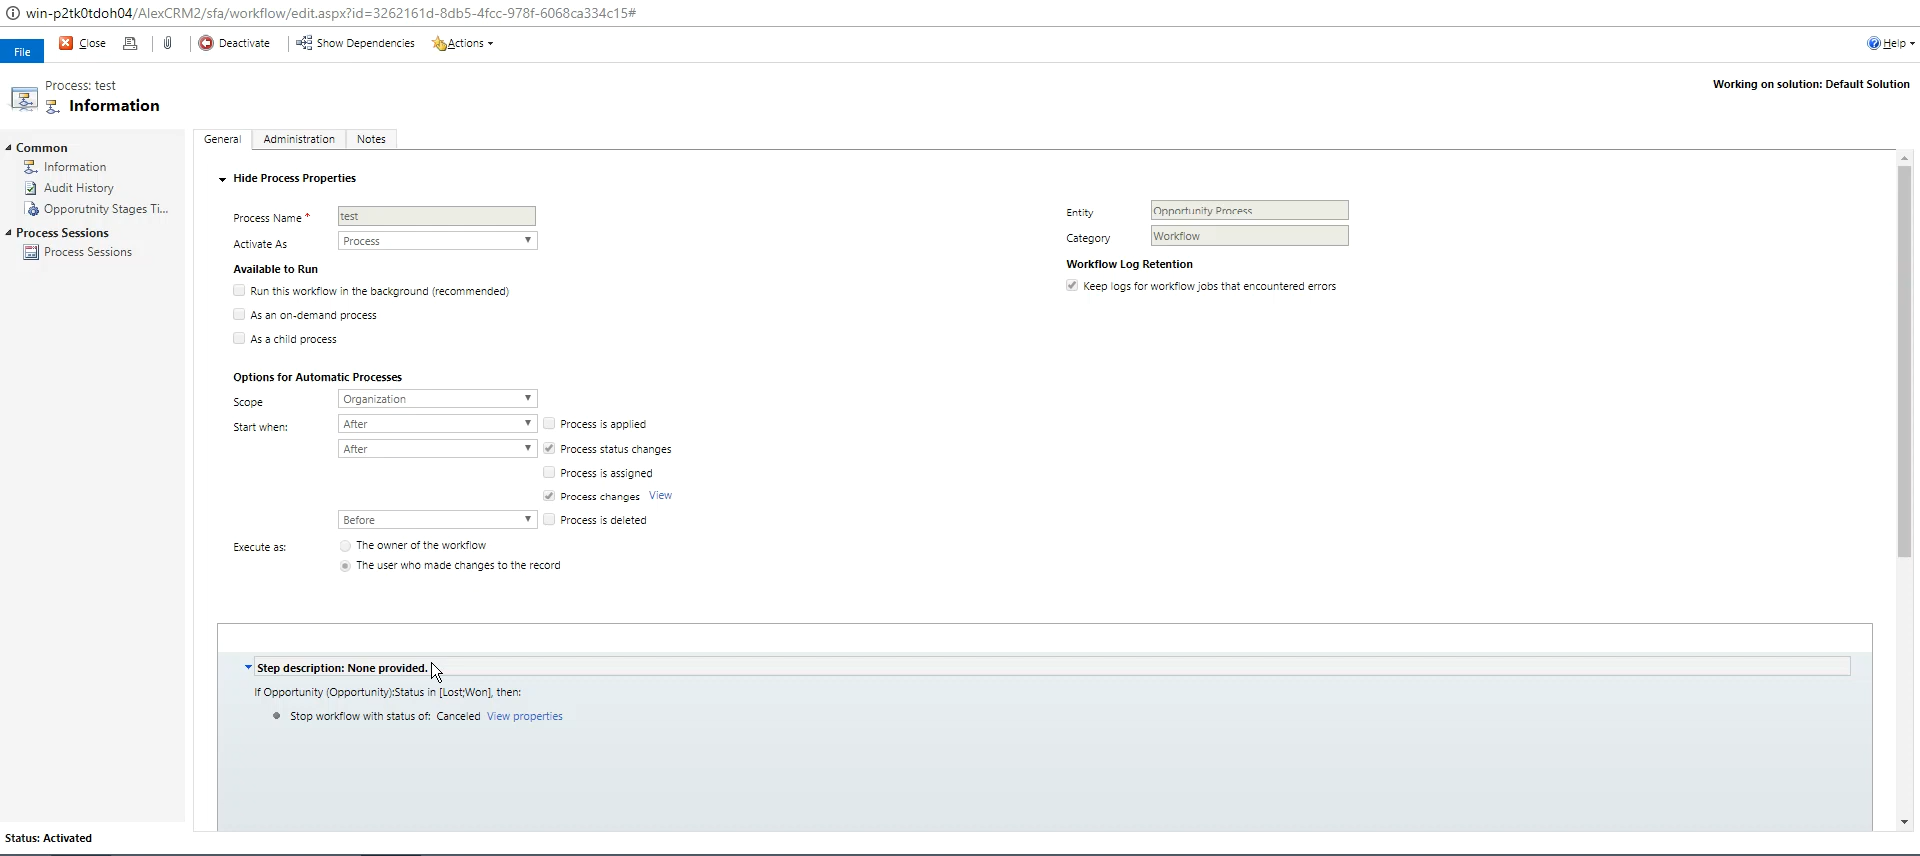 win-p2tk0tdoh04/AlexCRM2/sfa/workflow/edit.aspx?id=3262161d-8db5-4fcc-978f-6068ca334c15#
File
Close
Deactivate
Show Dependencies
Actions
Help
Process: test
Information
Working on solution: Default Solution
Common
Information
Audit History
Opporutnity Stages Ti...
Process Sessions
Process Sessions
General
Administration
Notes
Hide Process Properties
Process Name *
test
Activate As
Process
Entity
Opportunity Process
Category
Workflow
Available to Run
Run this workflow in the background (recommended)
As an on-demand process
As a child process
Workflow Log Retention
Keep logs for workflow jobs that encountered errors
Options for Automatic Processes
Scope
Organization
Start when:
After
Process is applied
After
Process status changes
Process is assigned
Process changes View
Before
Process is deleted
Execute as:
The owner of the workflow
The user who made changes to the record
Step description: None provided.
If Opportunity (Opportunity):Status in [Lost;Won], then:
Stop workflow with status of: Canceled View properties
Status: Activated